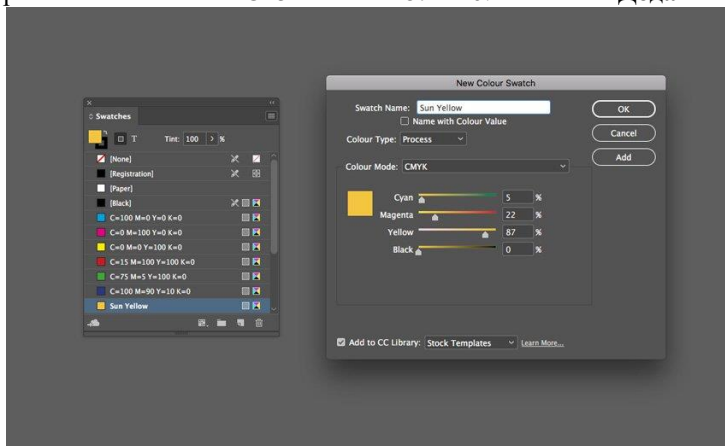 New Colour Swatch
Swatch Name: Sun Yellow
Name with Colour Value
Colour Type: Process
Colour Mode: CMYK
Cyan 5 %
Magenta 22 %
Yellow 87 %
Black 0 %
OK
Cancel
Add
Add to CC Library: Stock Templates Learn More...
Swatches
T Tint: 100 %
[None]
[Registration]
[Paper]
[Black]
C=100 M=0 Y=0 K=0
C=0 M=100 Y=0 K=0
C=0 M=0 Y=100 K=0
C=15 M=100 Y=100 K=0
C=75 M=5 Y=100 K=0
C=100 M=90 Y=10 K=0
Sun Yellow